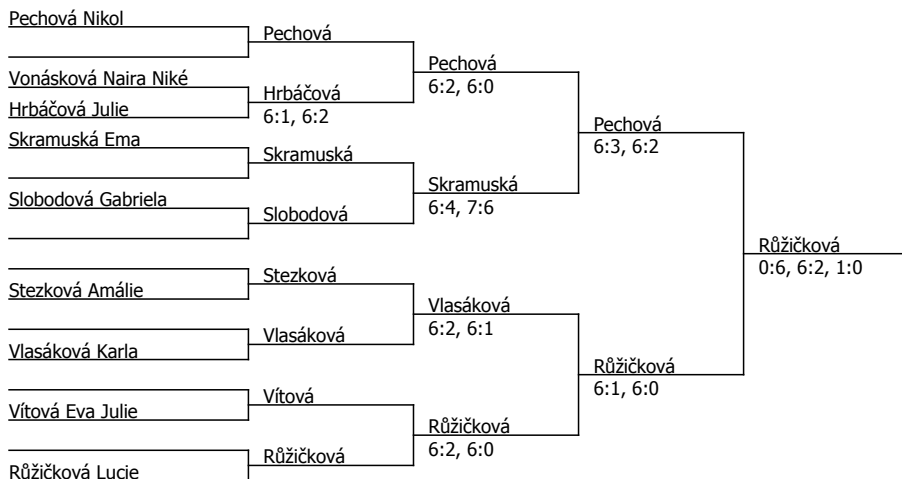 Pechová Nikol
Vonásková Naira Niké
Hrbáčová Julie
Skramuská Ema
Slobodová Gabriela
Stezková Amálie
Vlasáková Karla
Vítová Eva Julie
Růžičková Lucie
Pechová
Hrbáčová
6:1, 6:2
Skramuská
Slobodová
Stezková
Vlasáková
Vítová
Růžičková
Pechová
6:2, 6:0
Skramuská
6:4, 7:6
Vlasáková
6:2, 6:1
Růžičková
6:2, 6:0
Pechová
6:3, 6:2
Růžičková
6:1, 6:0
Růžičková
0:6, 6:2, 1:0